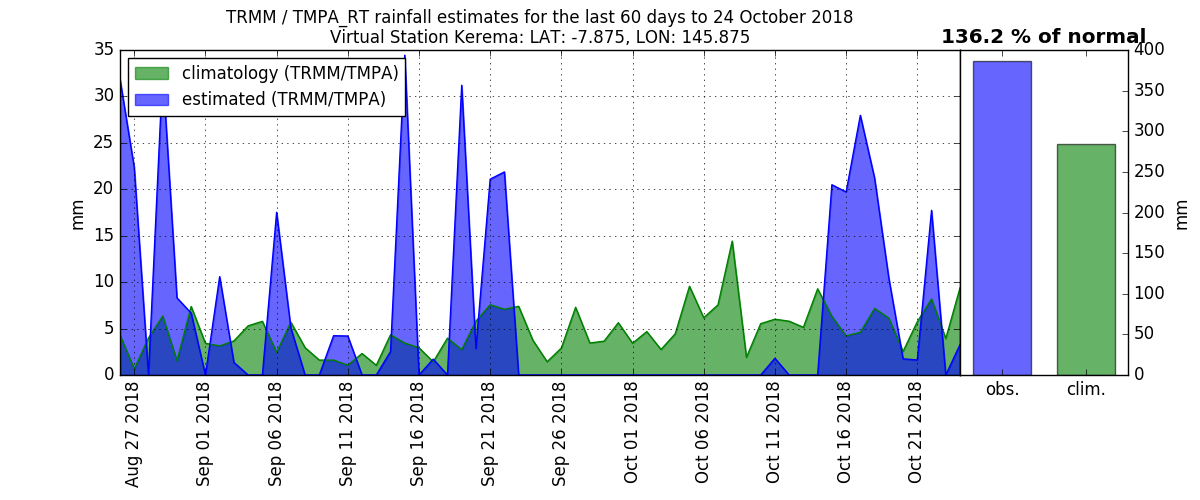 TRMM / TMPA_RT rainfall estimates for the last 60 days to 24 October 2018
Virtual Station Kerema: LAT: -7.875, LON: 145.875
136.2 % of normal
climatology (TRMM/TMPA)
estimated (TRMM/TMPA)
35
30
25
20
15
10
5
0
mm
Aug 27 2018
Sep 01 2018
Sep 06 2018
Sep 11 2018
Sep 16 2018
Sep 21 2018
Sep 26 2018
Oct 01 2018
Oct 06 2018
Oct 11 2018
Oct 16 2018
Oct 21 2018
400
350
300
250
200
150
100
50
0
mm
obs.
clim.